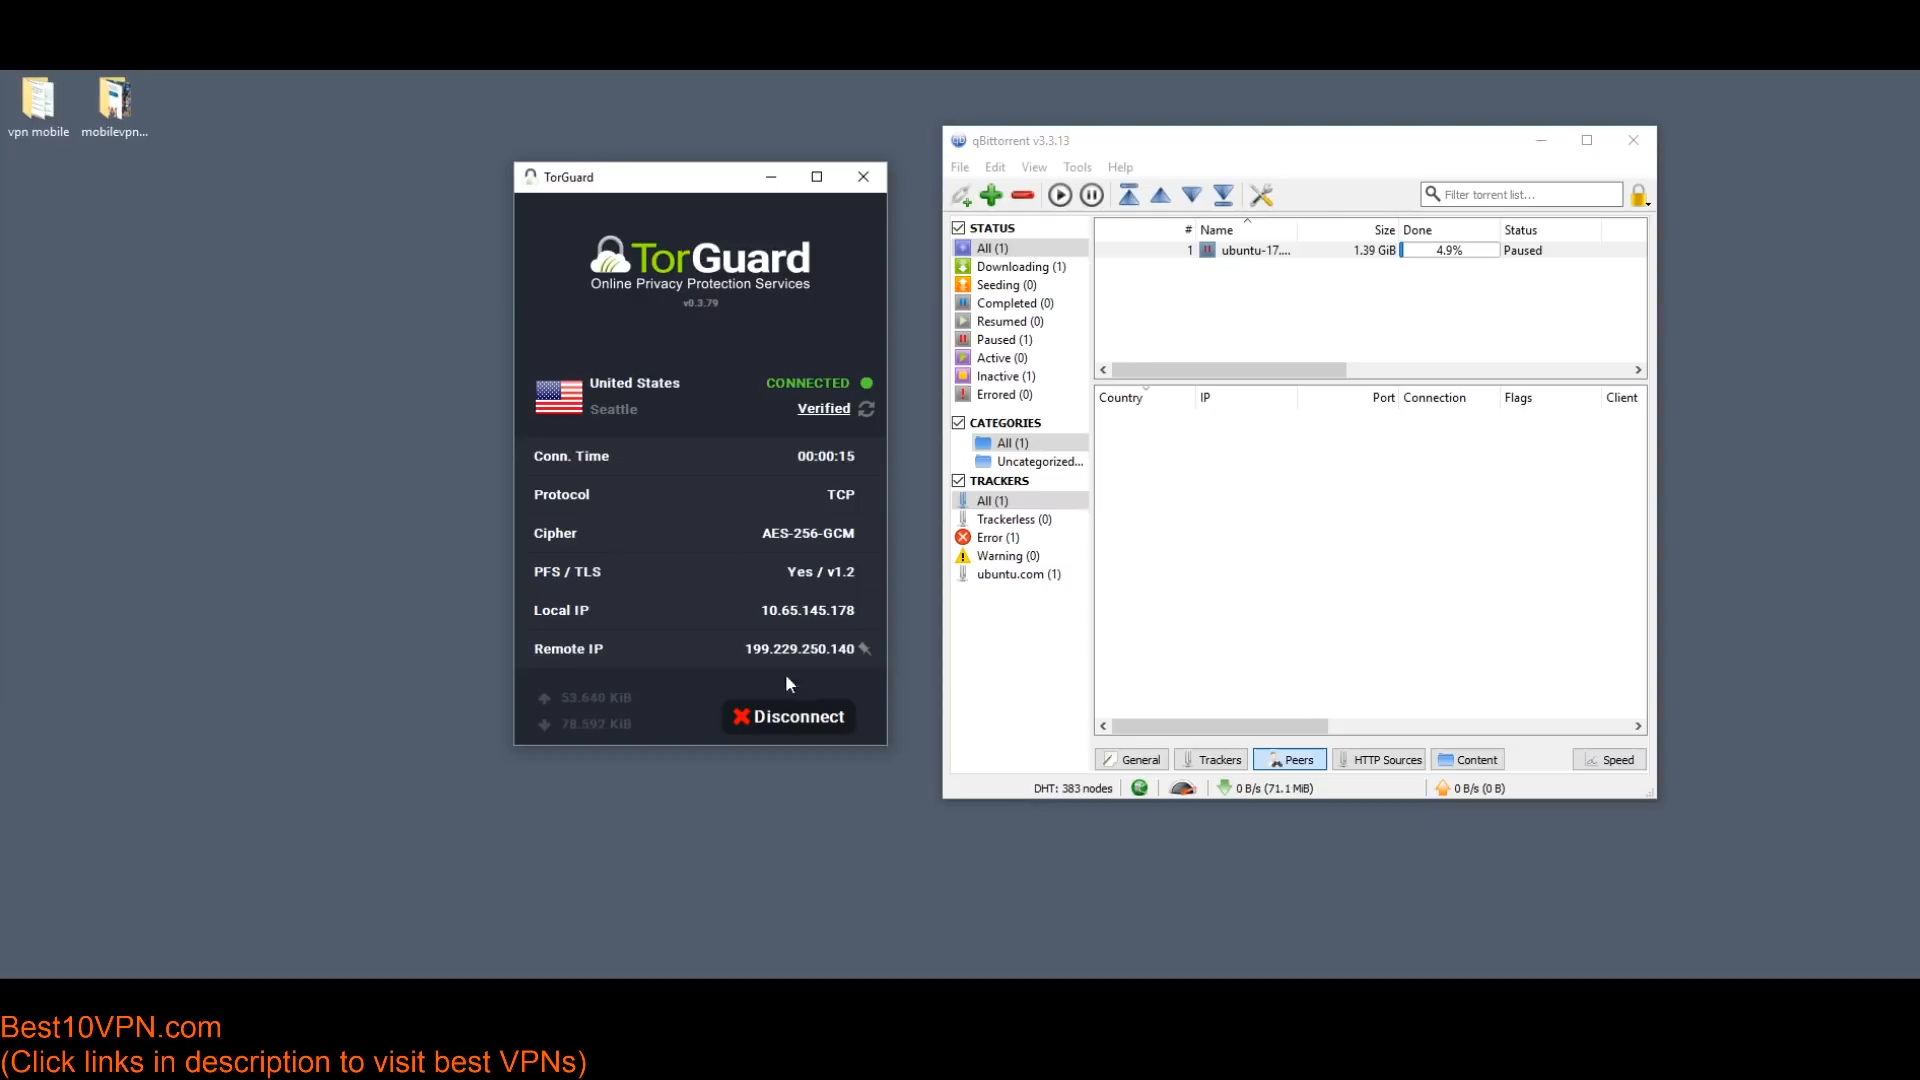 vpn mobile
mobilevpn...
TorGuard
TorGuard
Online Privacy Protection Services
v0.3.79
United States
CONNECTED
Seattle
Verified
Conn. Time 00:00:15
Protocol TCP
Cipher AES-256-GCM
PFS / TLS Yes / v1.2
Local IP 10.65.145.178
Remote IP 199.229.250.140
53.640 KiB
78.592 KiB
Disconnect
qb qBittorrent v3.3.13
File Edit View Tools Help
Filter torrent list...
STATUS
All (1)
Downloading (1)
Seeding (0)
Completed (0)
Resumed (0)
Paused (1)
Active (0)
Inactive (1)
Errored (0)
CATEGORIES
All (1)
Uncategorized...
TRACKERS
All (1)
Trackerless (0)
Error (1)
Warning (0)
ubuntu.com (1)
# Name Size Done Status
1 ubuntu-17.... 1.39 GiB 4.9% Paused
Country IP Port Connection Flags Client
General Trackers Peers HTTP Sources Content Speed
DHT: 383 nodes 0 B/s (71.1 MiB) 0 B/s (0 B)
Best10VPN.com
(Click links in description to visit best VPNs)